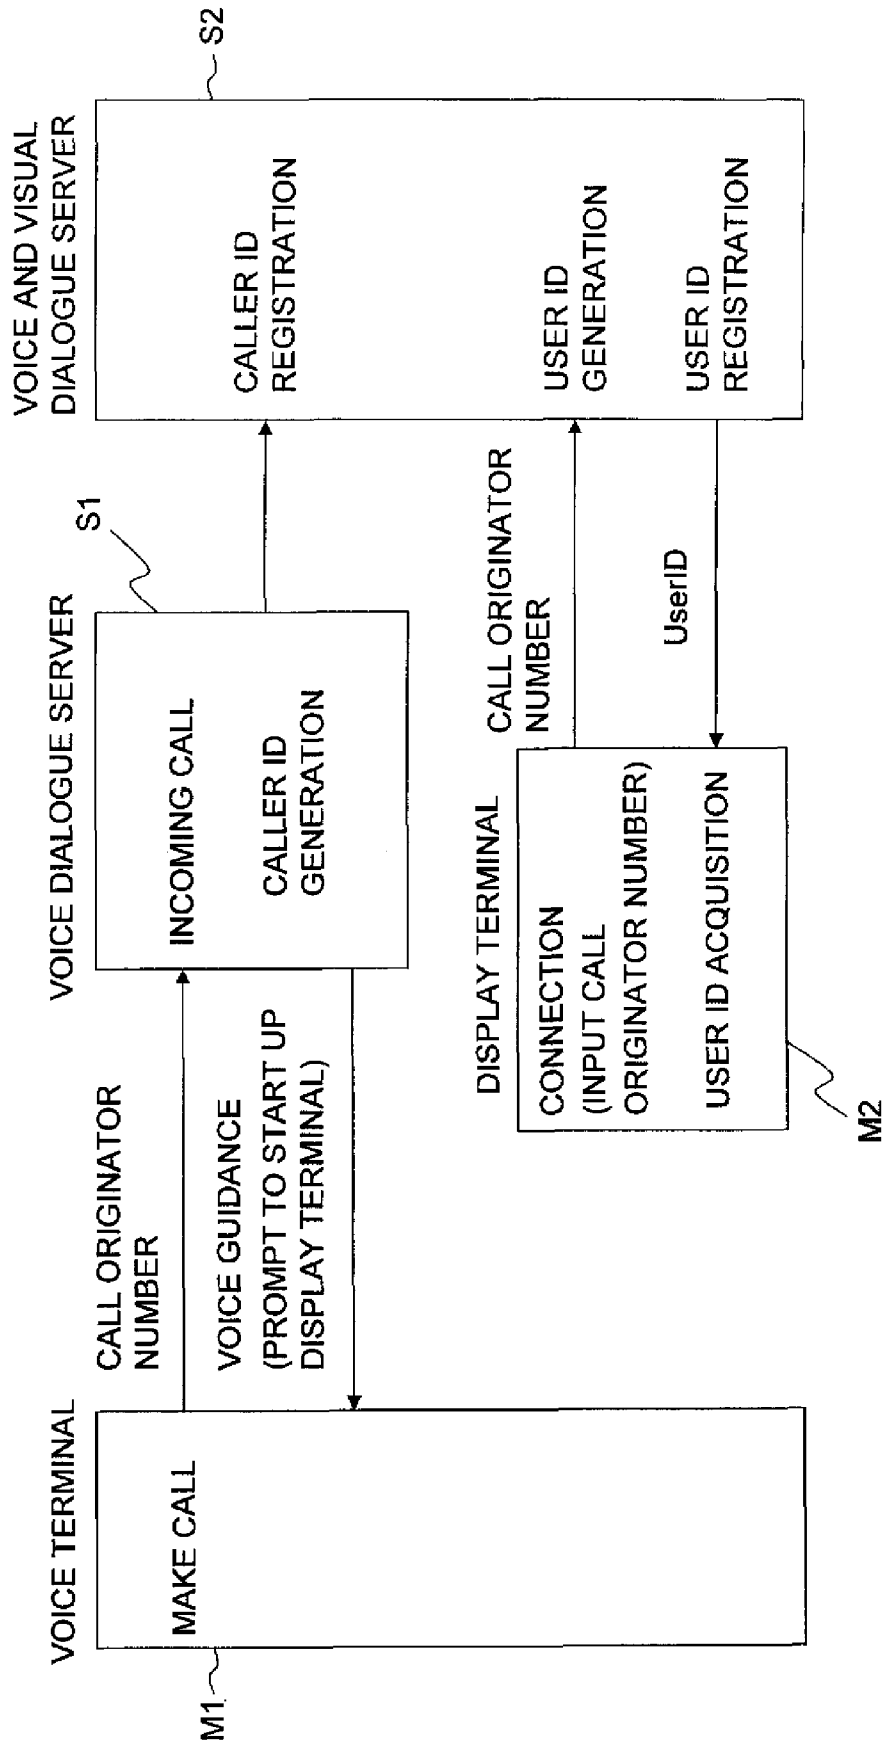 VOICE TERMINAL
MAKE CALL
M1
CALL ORIGINATOR
NUMBER
VOICE GUIDANCE
(PROMPT TO START UP
DISPLAY TERMINAL)
VOICE DIALOGUE SERVER
INCOMING CALL
CALLER ID
GENERATION
S1
DISPLAY TERMINAL
CONNECTION
(INPUT CALL
ORIGINATOR NUMBER)
USER ID ACQUISITION
M2
CALL ORIGINATOR
NUMBER
UserID
VOICE AND VISUAL
DIALOGUE SERVER
CALLER ID
REGISTRATION
USER ID
GENERATION
USER ID
REGISTRATION
S2